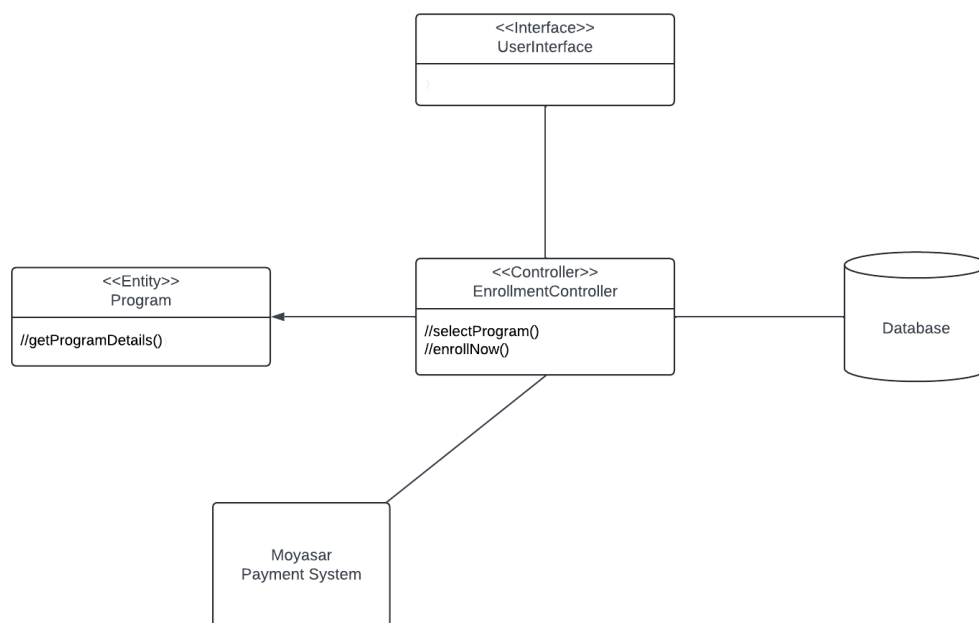 <<Interface>>
UserInterface
<<Entity>>
Program
//getProgramDetails()
<<Controller>>
EnrollmentController
//selectProgram()
//enrollNow()
Database
Moyasar
Payment System